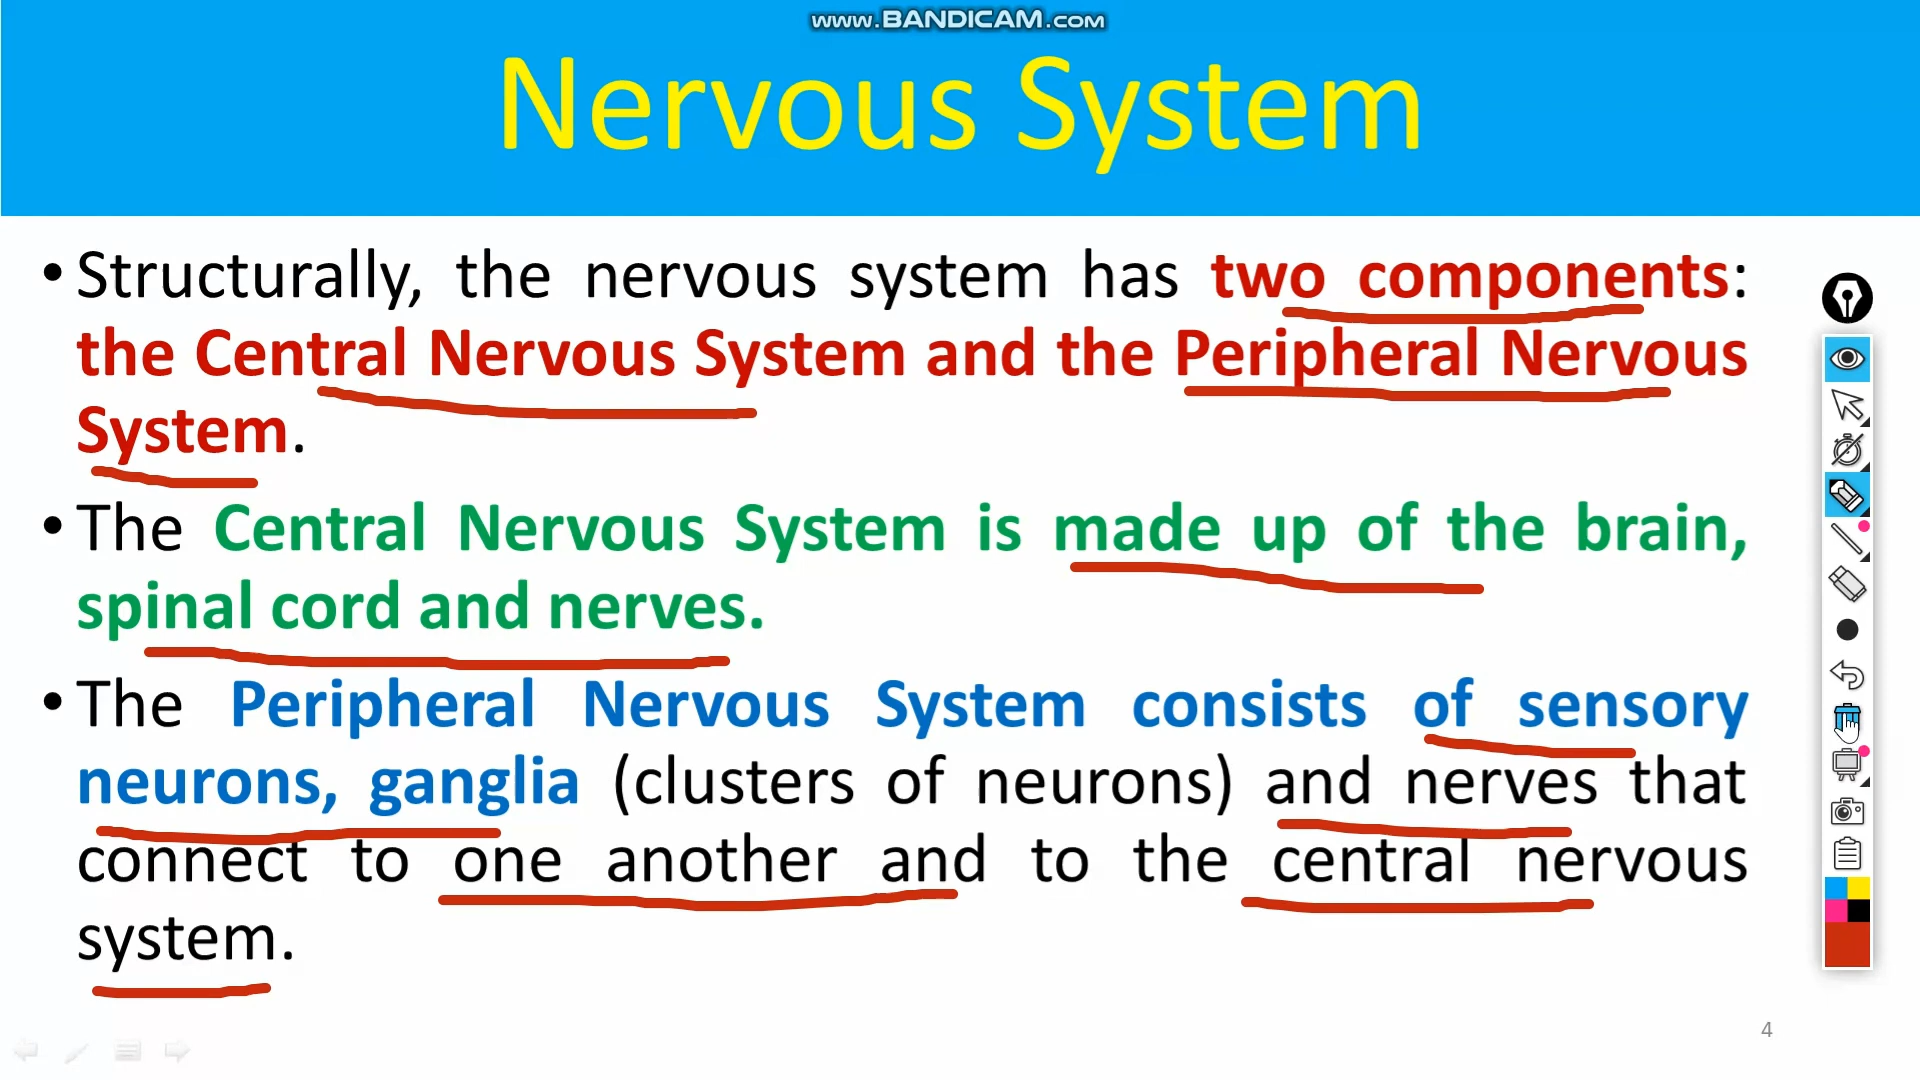 www.BANDICAM.com
Nervous System
• Structurally, the nervous system has two components:
the Central Nervous System and the Peripheral Nervous
System.
• The Central Nervous System is made up of the brain,
spinal cord and nerves.
• The Peripheral Nervous System consists of sensory
neurons, ganglia (clusters of neurons) and nerves that
connect to one another and to the central nervous
system.
4